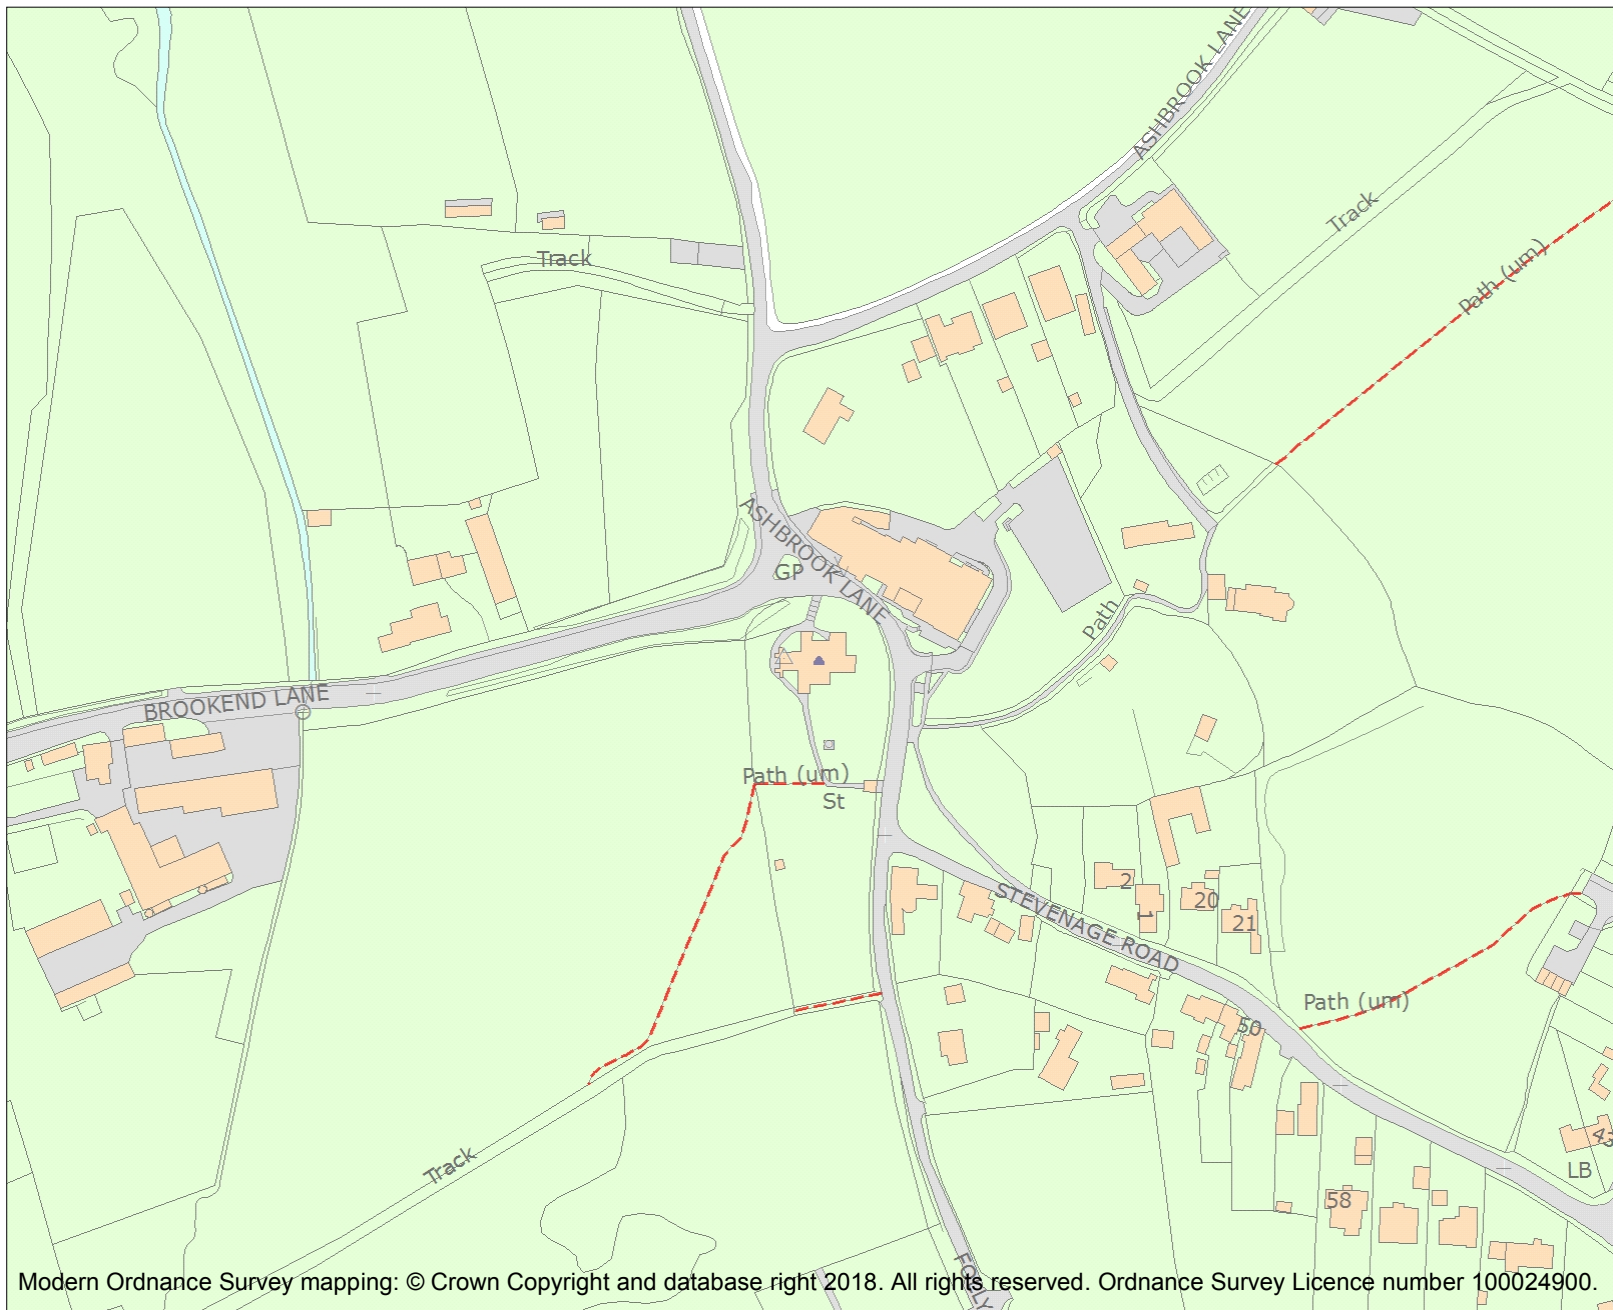 ASHBROOK LANE
Track
Track
Path (um)
ASHBROOK LANE
GP
Path
BROOKEND LANE
Path (um)
St
2
1
20
21
STEVENAGE ROAD
Path (um)
50
43
Track
LB
58
FOLLY
Modern Ordnance Survey mapping: © Crown Copyright and database right 2018. All rights reserved. Ordnance Survey Licence number 100024900.